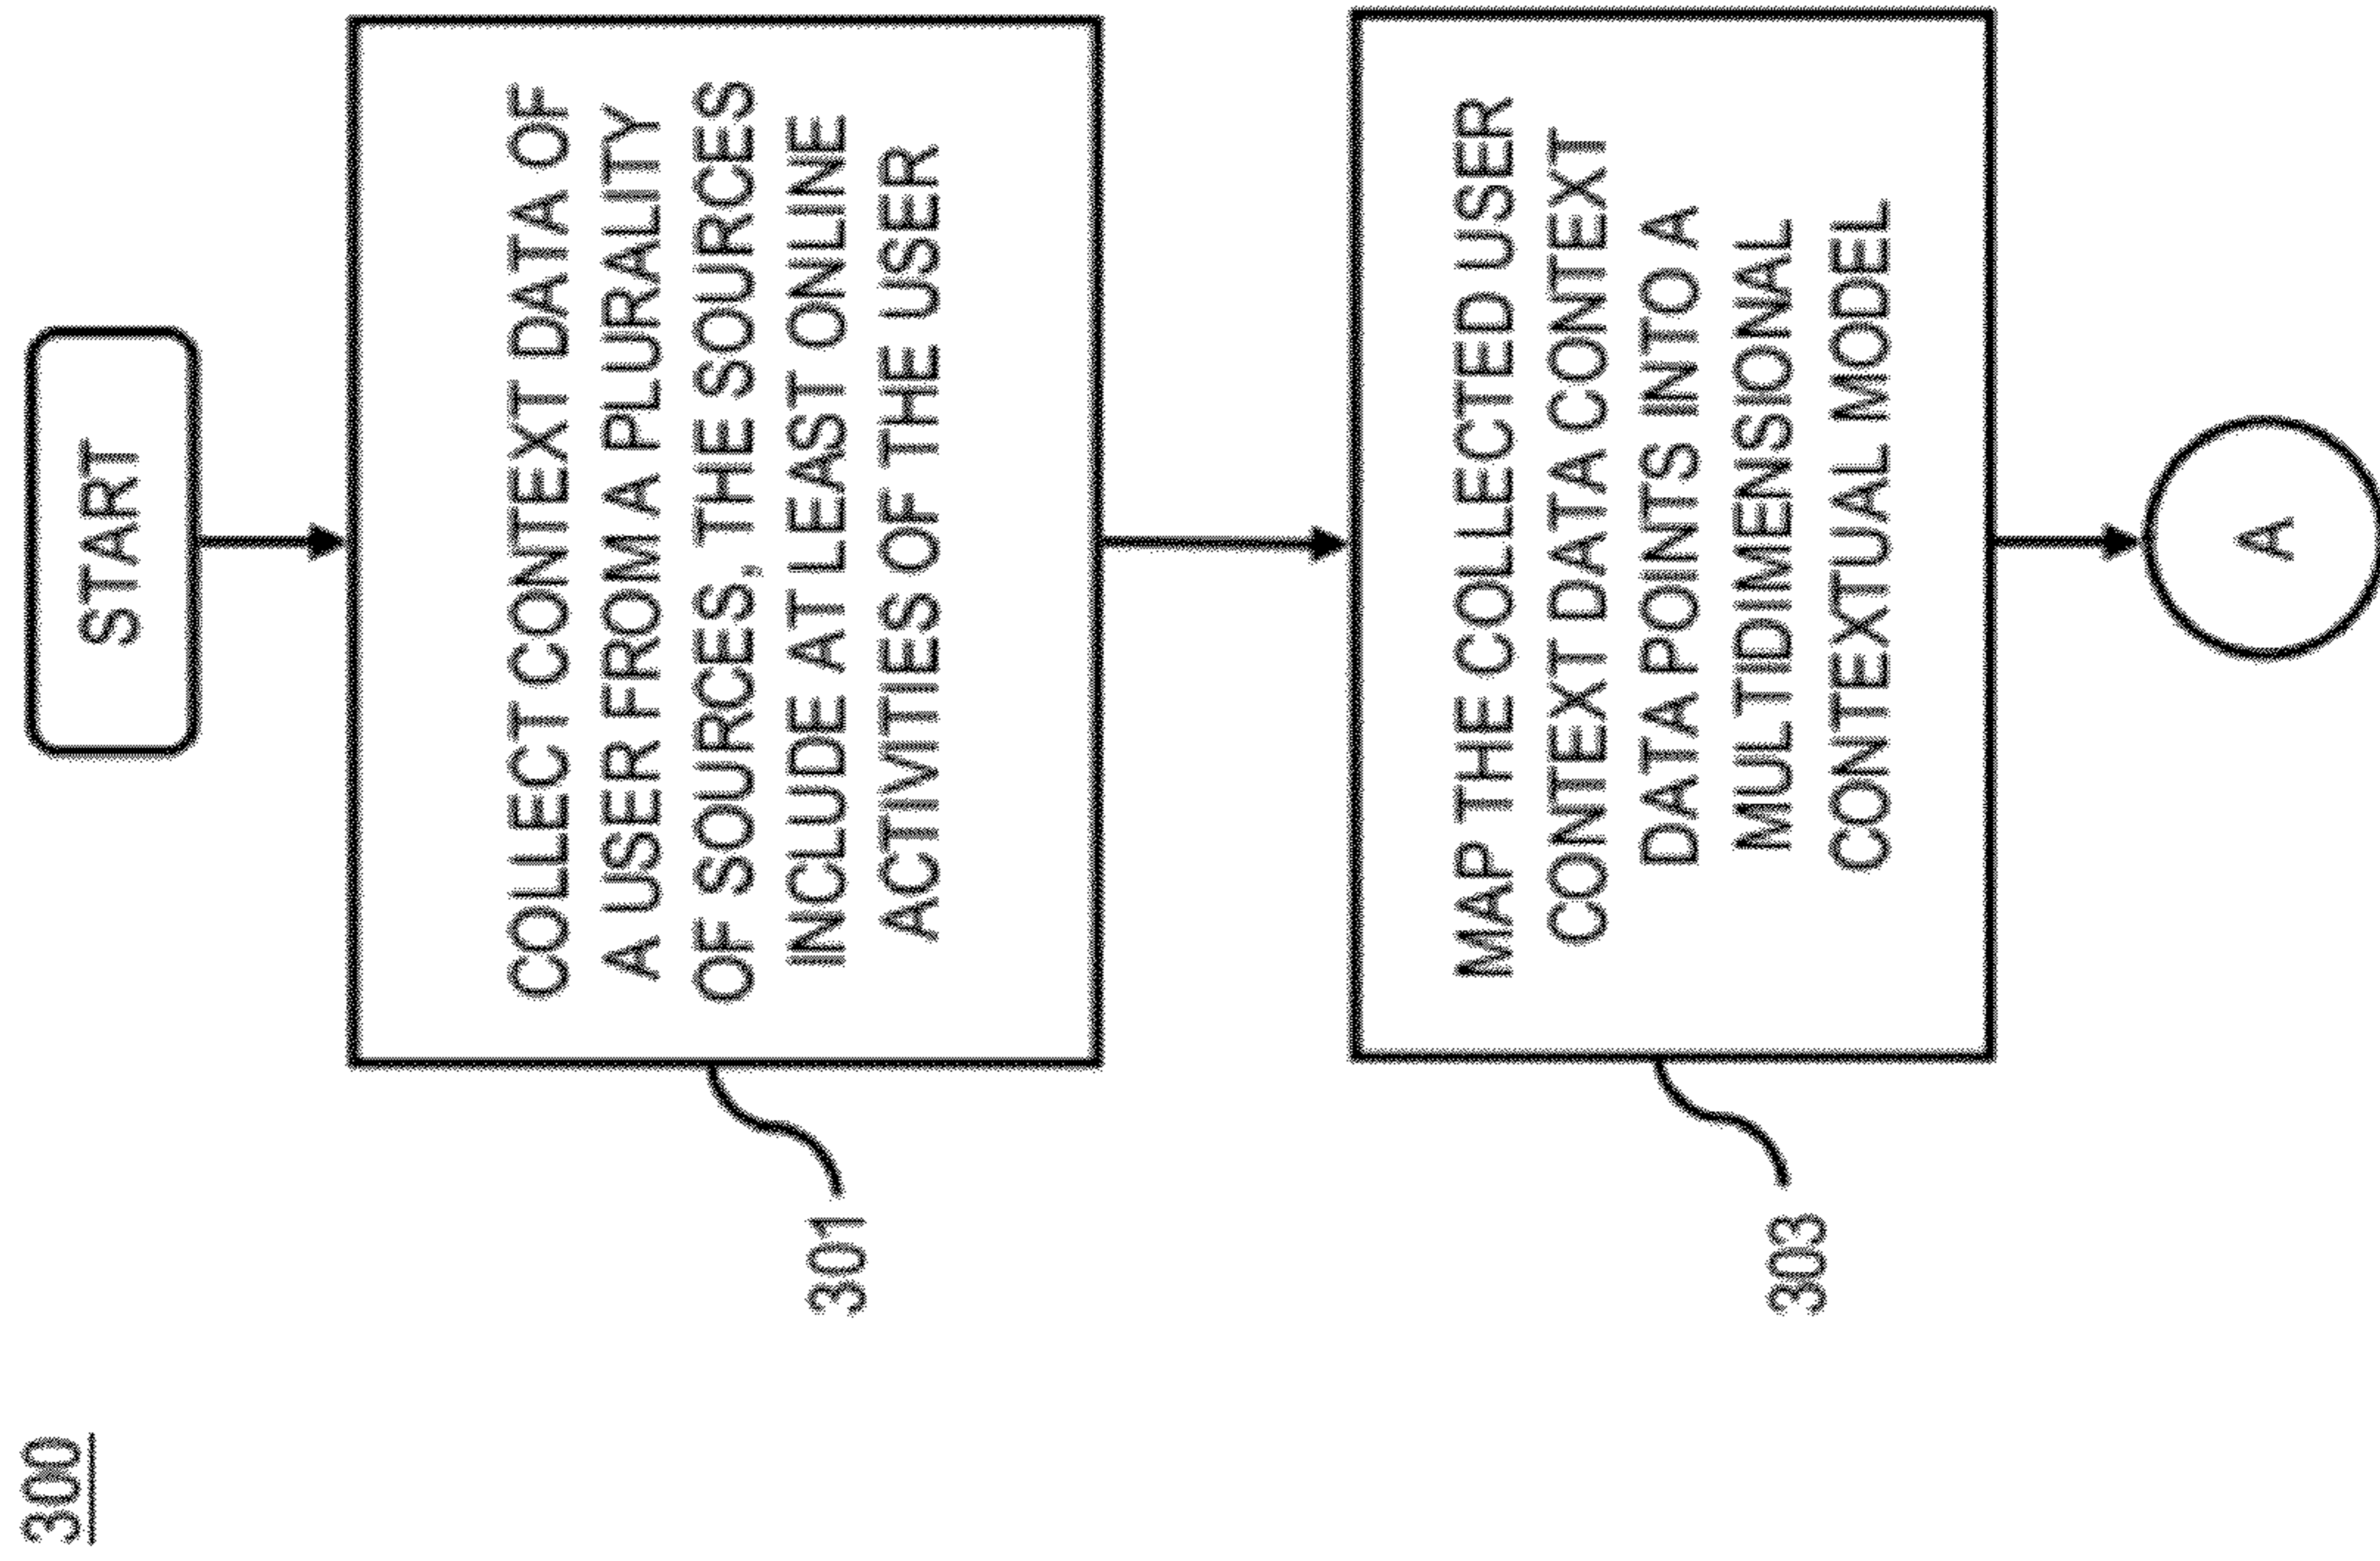 300
START
COLLECT CONTEXT DATA OF
A USER FROM A PLURALITY
OF SOURCES, THE SOURCES
INCLUDE AT LEAST ONLINE
ACTIVITIES OF THE USER
301
MAP THE COLLECTED USER
CONTEXT DATA CONTEXT
DATA POINTS INTO A
MULTIDIMENSIONAL
CONTEXTUAL MODEL
303
A